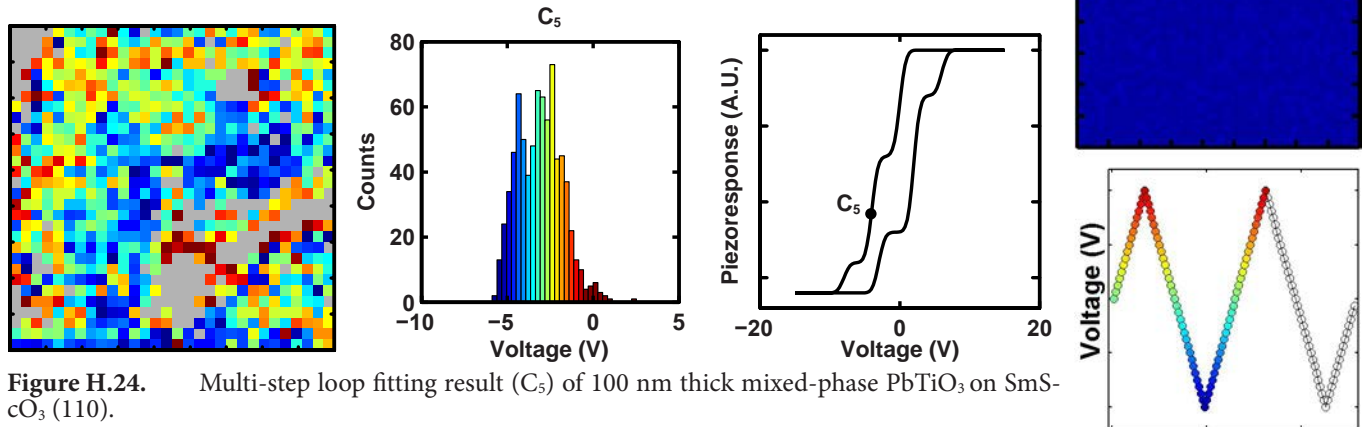 C₅
80
60
40
20
0
Counts
−10
−5
0
5
Voltage (V)
Piezoresponse (A.U.)
C₅
−20
0
20
Voltage (V)
Voltage (V)
Figure H.24. Multi-step loop fitting result (C₅) of 100 nm thick mixed-phase PbTiO₃ on SmS-
cO₃ (110).